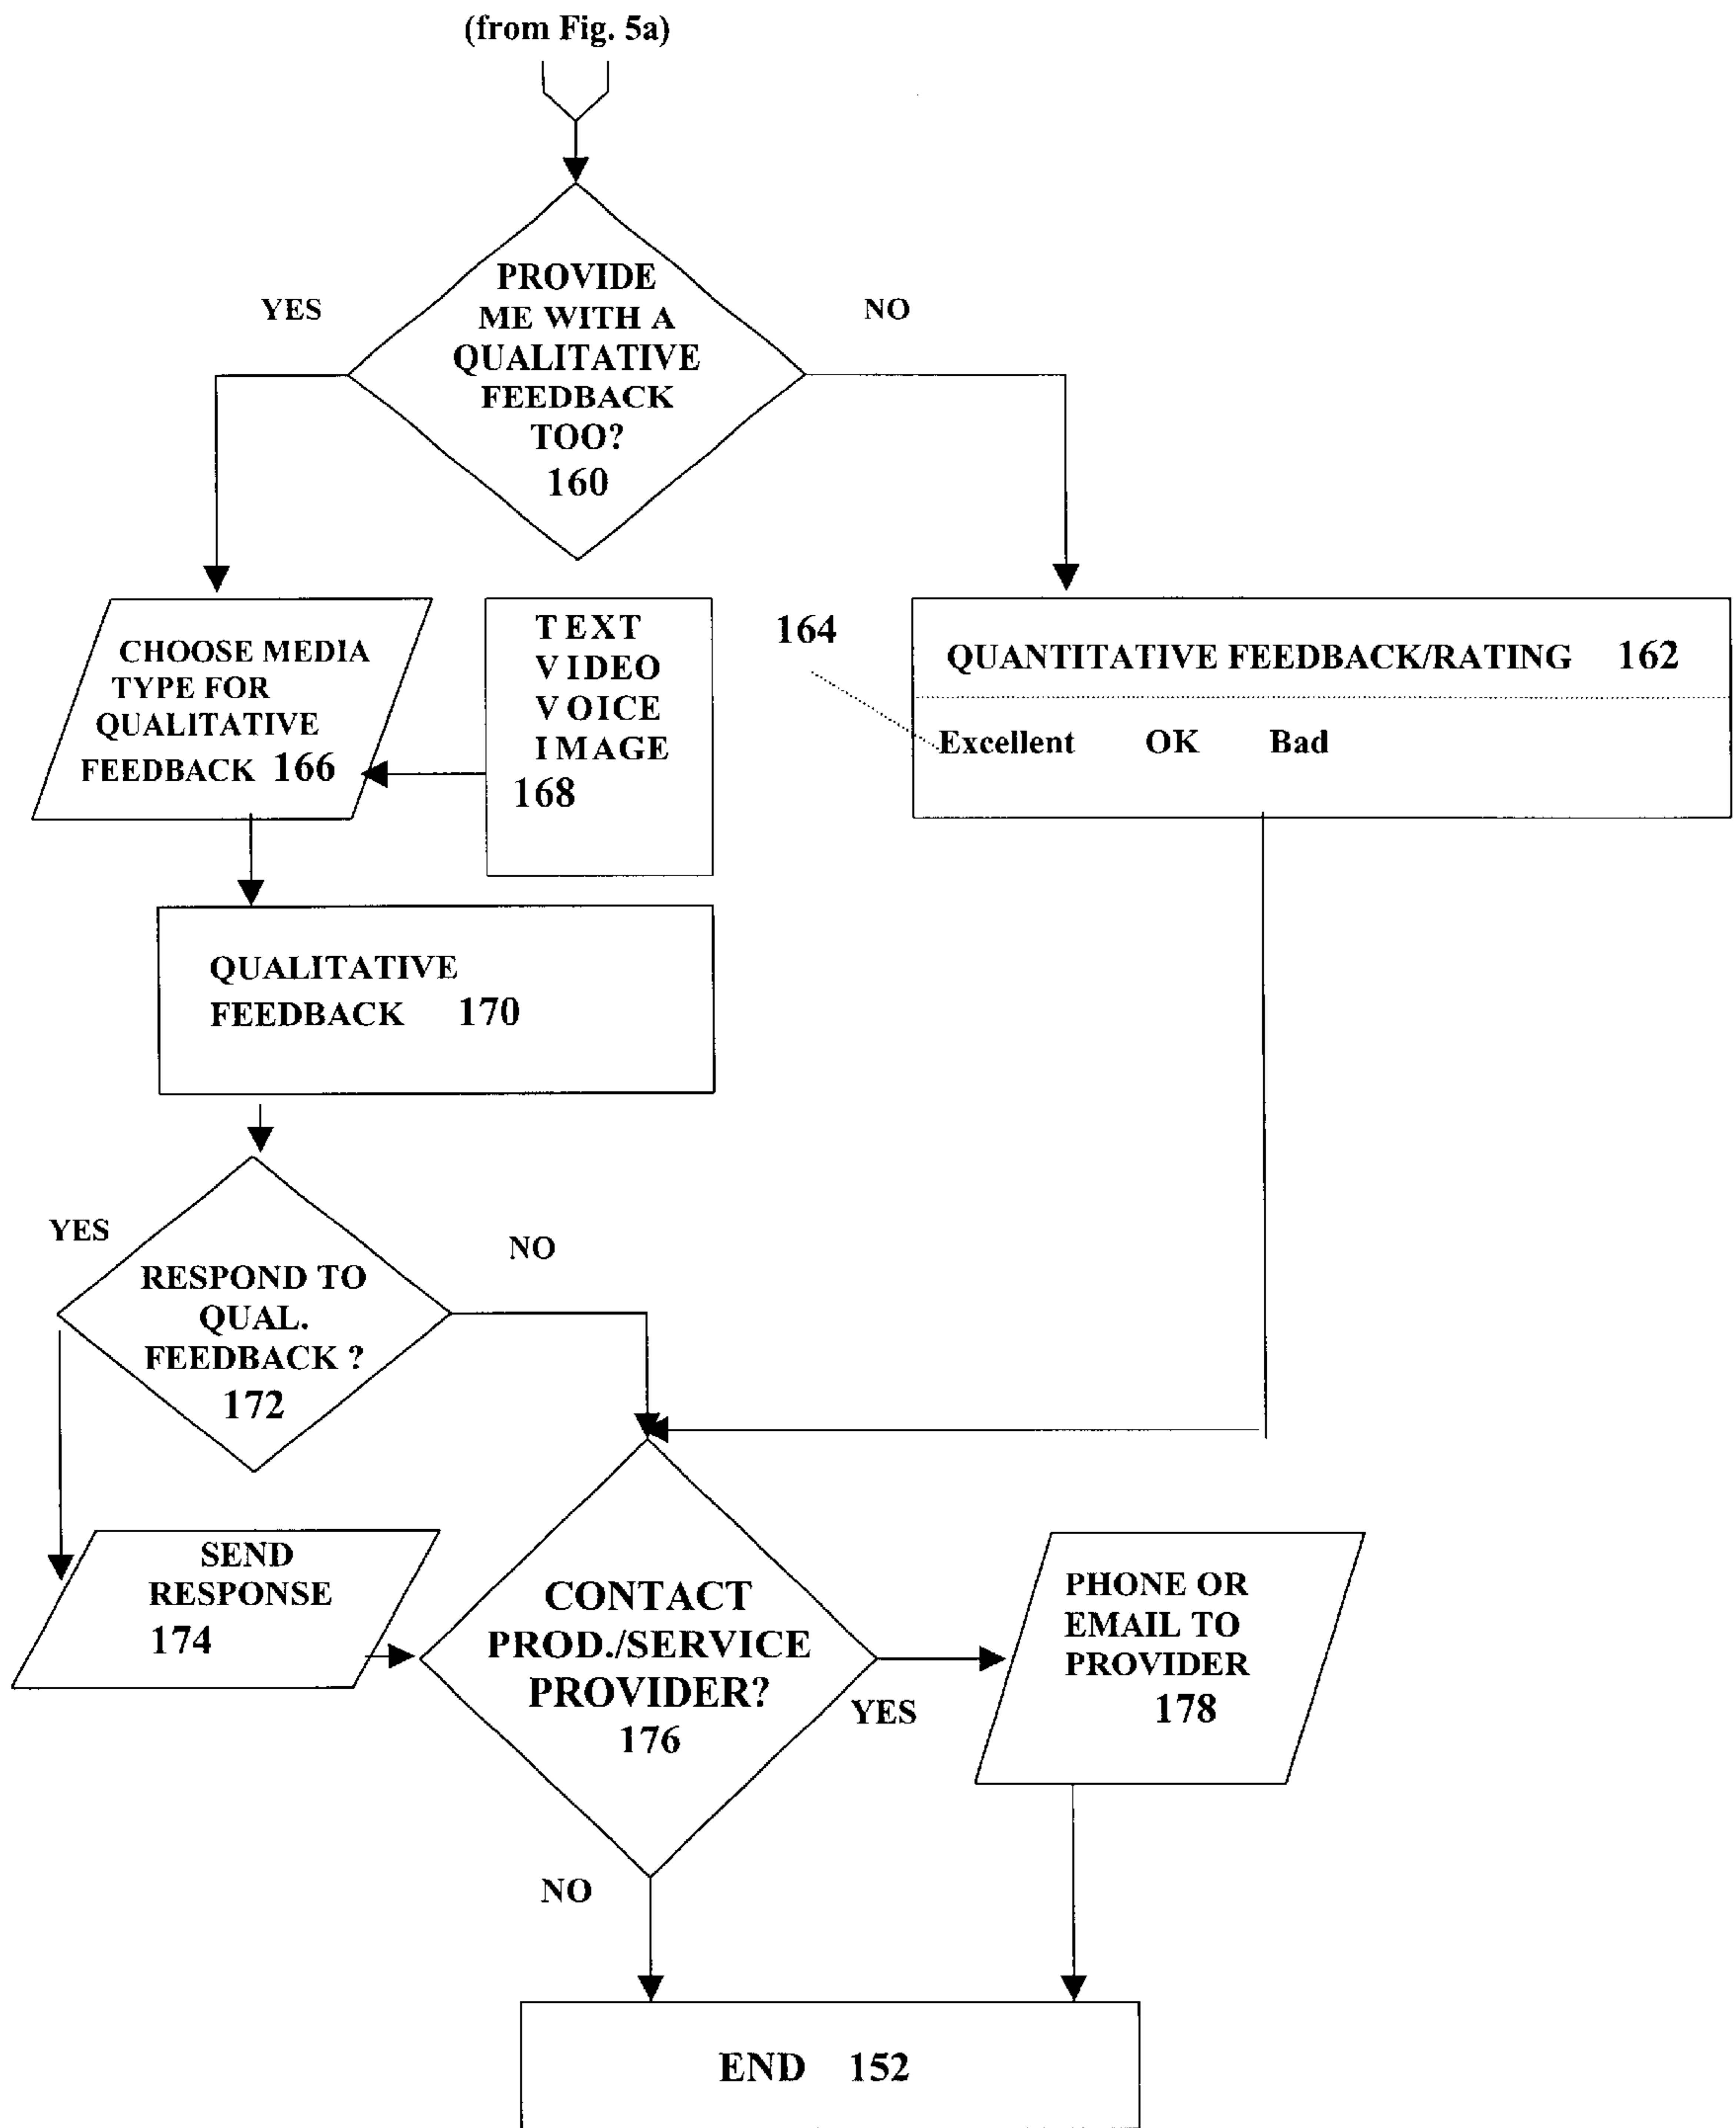 (from Fig. 5a)
PROVIDE
ME WITH A
QUALITATIVE
FEEDBACK
TOO?
160
YES
NO
CHOOSE MEDIA
TYPE FOR
QUALITATIVE
FEEDBACK 166
TEXT
VIDEO
VOICE
IMAGE
168
164
QUANTITATIVE FEEDBACK/RATING 162
Excellent OK Bad
QUALITATIVE
FEEDBACK 170
YES
NO
RESPOND TO
QUAL.
FEEDBACK ?
172
SEND
RESPONSE
174
CONTACT
PROD./SERVICE
PROVIDER?
176
YES
NO
PHONE OR
EMAIL TO
PROVIDER
178
END 152